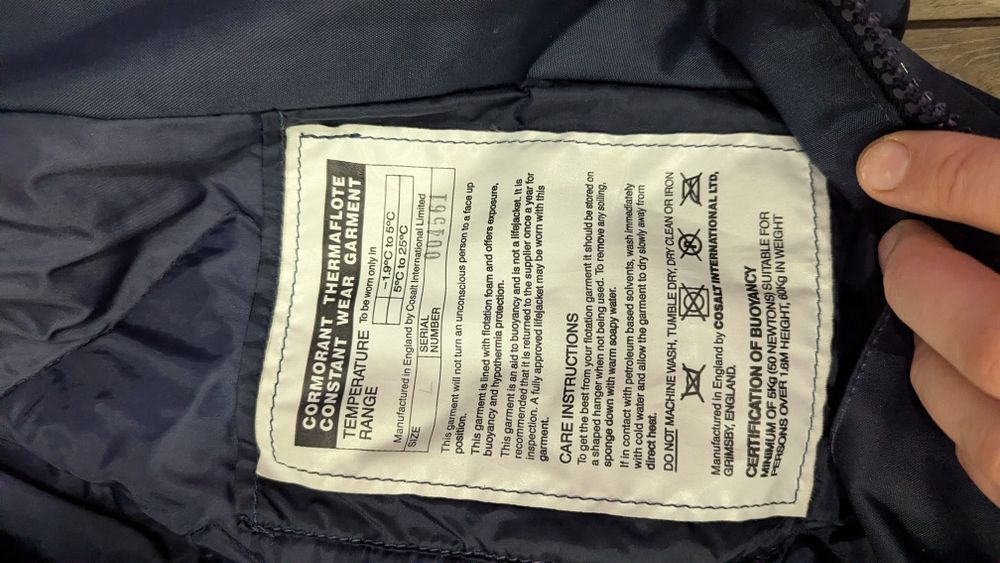 CORMORANT THERMAFLOTE
CONSTANT WEAR GARMENT
TEMPERATURE To be worn only in
RANGE
–1.9°C to 5°C
5°C to 25°C
Manufactured in England by Cosalt International Limited
SIZE L SERIAL
NUMBER 004561
This garment will not turn an unconscious person to a face up
position.
This garment is lined with flotation foam and offers exposure,
buoyancy and hypothermia protection.
This garment is an aid to buoyancy and is not a lifejacket. It is
recommended that it is returned to the supplier once a year for
inspection. A fully approved lifejacket may be worn with this
garment.
CARE INSTRUCTIONS
To get the best from your flotation garment it should be stored on
a shaped hanger when not being used. To remove any soiling,
sponge down with warm soapy water.
If in contact with petroleum based solvents, wash immediately
with cold water and allow the garment to dry slowly away from
direct heat.
DO NOT MACHINE WASH, TUMBLE DRY, DRY CLEAN OR IRON
Manufactured in England by COSALT INTERNATIONAL LTD,
GRIMSBY, ENGLAND.
CERTIFICATION OF BUOYANCY
MINIMUM OF 5Kg (50 NEWTONS) SUITABLE FOR
PERSONS OVER 1.6M HEIGHT, 60Kg IN WEIGHT